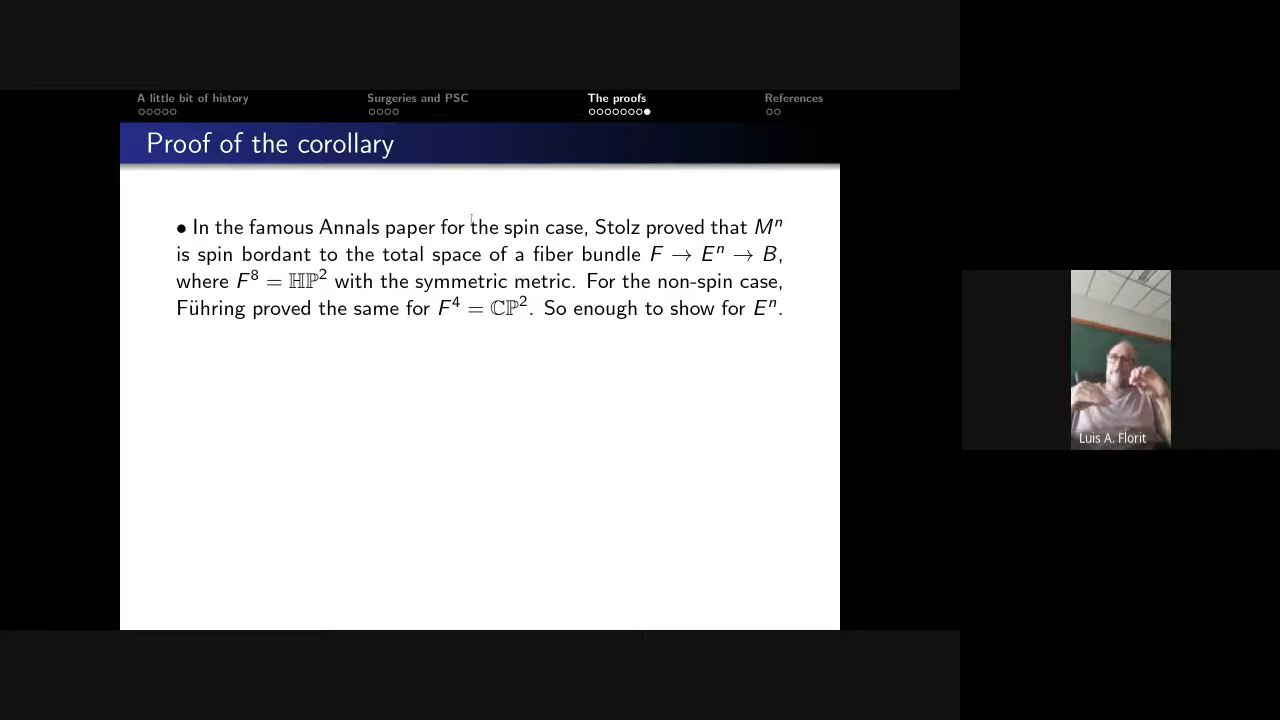 A little bit of history
Surgeries and PSC
The proofs
References
Proof of the corollary
• In the famous Annals paper for the spin case, Stolz proved that Mⁿ
is spin bordant to the total space of a fiber bundle F → Eⁿ → B,
where F⁸ = ℍℙ² with the symmetric metric. For the non-spin case,
Führing proved the same for F⁴ = ℂℙ². So enough to show for Eⁿ.
Luis A. Florit